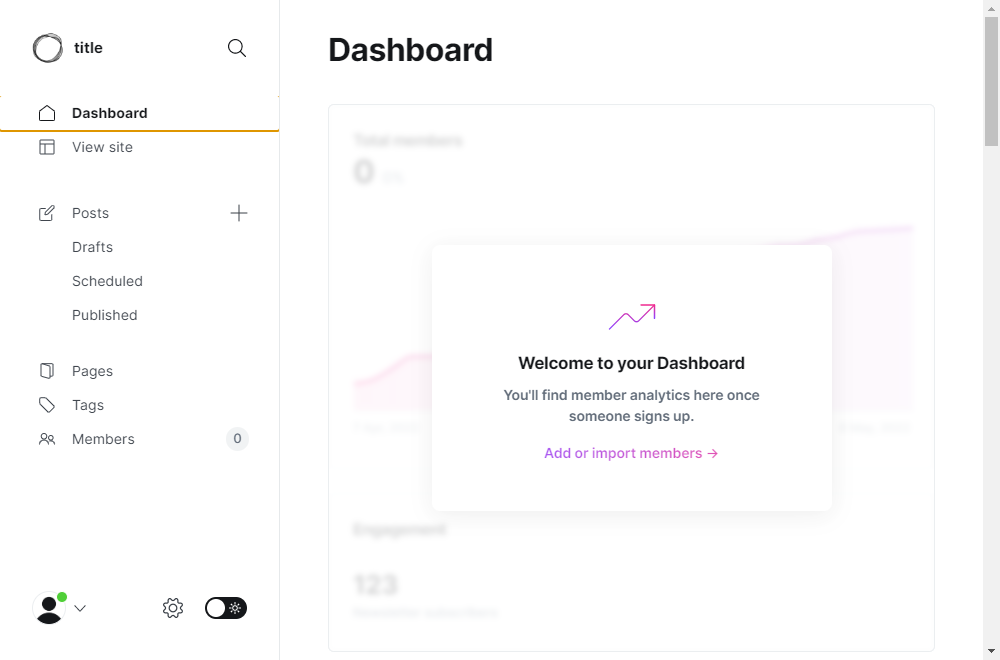 title
Dashboard
View site
Posts
Drafts
Scheduled
Published
Pages
Tags
Members 0
Dashboard
Total members
0
Welcome to your Dashboard
You'll find member analytics here once
someone signs up.
Add or import members →
Engagement
123